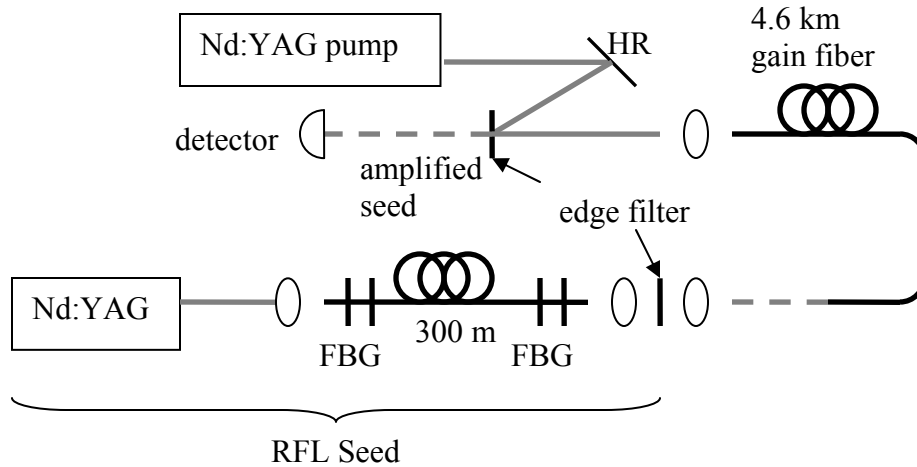 Nd:YAG pump
HR
4.6 km
gain fiber
detector
amplified
seed
edge filter
Nd:YAG
300 m
FBG
FBG
RFL Seed